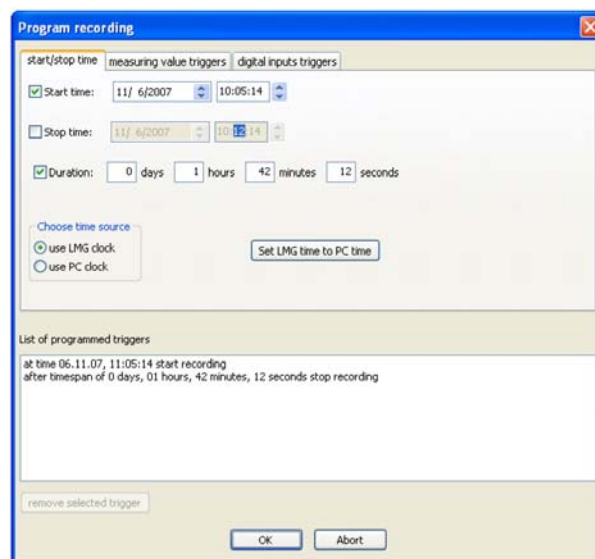 Program recording
start/stop time measuring value triggers digital inputs triggers
Start time: 11/ 6/2007 10:05:14
Stop time: 11/ 6/2007 10:12:14
Duration: 0 days 1 hours 42 minutes 12 seconds
Choose time source
use LMG clock
use PC clock
Set LMG time to PC time
List of programmed triggers
at time 06.11.07, 11:05:14 start recording
after timespan of 0 days, 01 hours, 42 minutes, 12 seconds stop recording
remove selected trigger
OK Abort